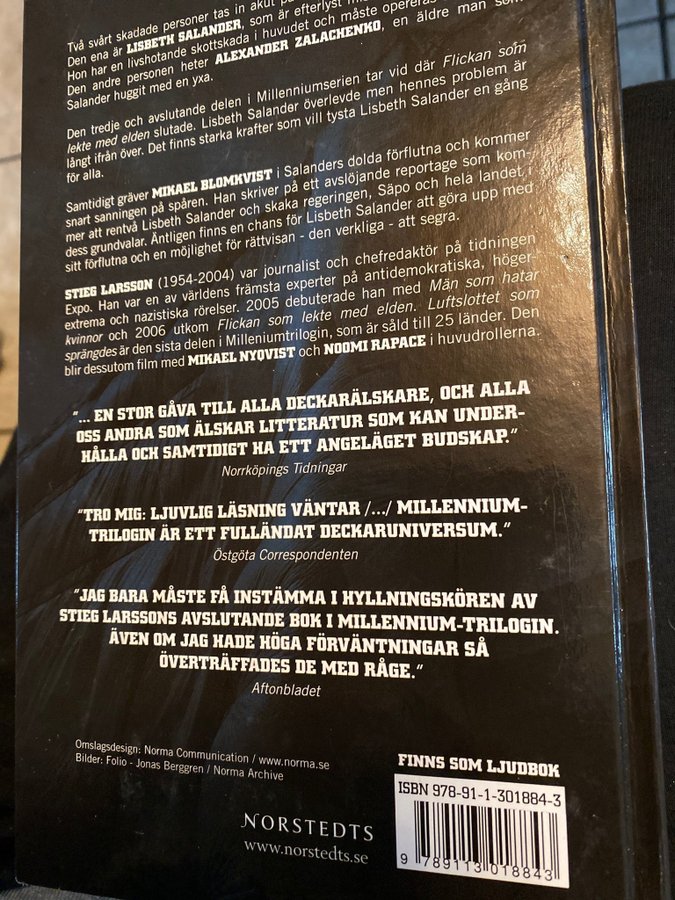 Två svårt skadade personer tas in akut på
Den ena är LISBETH SALANDER, som är efterlyst
Hon har en livshotande skottskada i huvudet och måste opereras
Den andre personen heter ALEXANDER ZALACHENKO, en äldre man som
Salander huggit med en yxa.
Den tredje och avslutande delen i Millenniumserien tar vid där Flickan som
lekte med elden slutade. Lisbeth Salander överlevde men hennes problem är
långt ifrån över. Det finns starka krafter som vill tysta Lisbeth Salander en gång
för alla.
Samtidigt gräver MIKAEL BLOMKVIST i Salanders dolda förflutna och kommer
snart sanningen på spåren. Han skriver på ett avslöjande reportage som kom-
mer att rentvå Lisbeth Salander och skaka regeringen, Säpo och hela landet i
dess grundvalar. Äntligen finns en chans för Lisbeth Salander att göra upp med
sitt förflutna och en möjlighet för rättvisan - den verkliga - att segra.
STIEG LARSSON (1954-2004) var journalist och chefredaktör på tidningen
Expo. Han var en av världens främsta experter på antidemokratiska, höger-
extrema och nazistiska rörelser. 2005 debuterade han med Män som hatar
kvinnor och 2006 utkom Flickan som lekte med elden. Luftslottet som
sprängdes är den sista delen i Milleniumtrilogin, som är såld till 25 länder. Den
blir dessutom film med MIKAEL NYQVIST och NOOMI RAPACE i huvudrollerna.
"... EN STOR GÅVA TILL ALLA DECKARÄLSKARE, OCH ALLA
OSS ANDRA SOM ÄLSKAR LITTERATUR SOM KAN UNDER-
HÅLLA OCH SAMTIDIGT HA ETT ANGELÄGET BUDSKAP."
Norrköpings Tidningar
"TRO MIG: LJUVLIG LÄSNING VÄNTAR /.../ MILLENNIUM-
TRILOGIN ÄR ETT FULLÄNDAT DECKARUNIVERSUM."
Östgöta Correspondenten
"JAG BARA MÅSTE FÅ INSTÄMMA I HYLLNINGSKÖREN AV
STIEG LARSSONS AVSLUTANDE BOK I MILLENNIUM-TRILOGIN.
ÄVEN OM JAG HADE HÖGA FÖRVÄNTNINGAR SÅ
ÖVERTRÄFFADES DE MED RÅGE."
Aftonbladet
Omslagsdesign: Norma Communication / www.norma.se
Bilder: Folio - Jonas Berggren / Norma Archive
FINNS SOM LJUDBOK
ISBN 978-91-1-301884-3
NORSTEDTS
www.norstedts.se
9 789113 018843